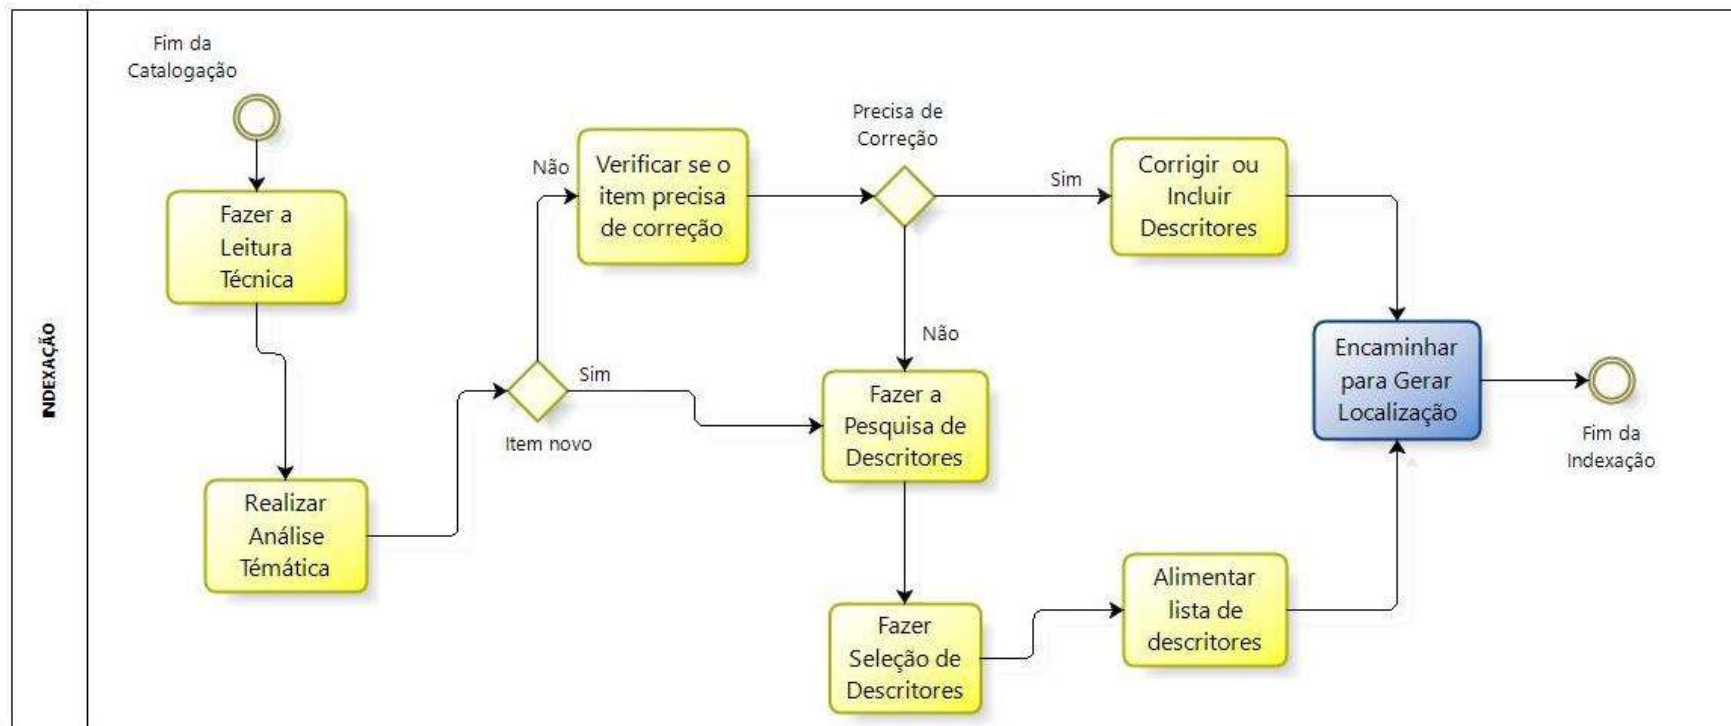 INDEXAÇÃO
Fim da
Catalogação
Fazer a
Leitura
Técnica
Realizar
Análise
Témática
Item novo
Não
Sim
Verificar se o
item precisa
de correção
Precisa de
Correção
Sim
Não
Corrigir ou
Incluir
Descritores
Fazer a
Pesquisa de
Descritores
Fazer
Seleção de
Descritores
Alimentar
lista de
descritores
Encaminhar
para Gerar
Localização
Fim da
Indexação